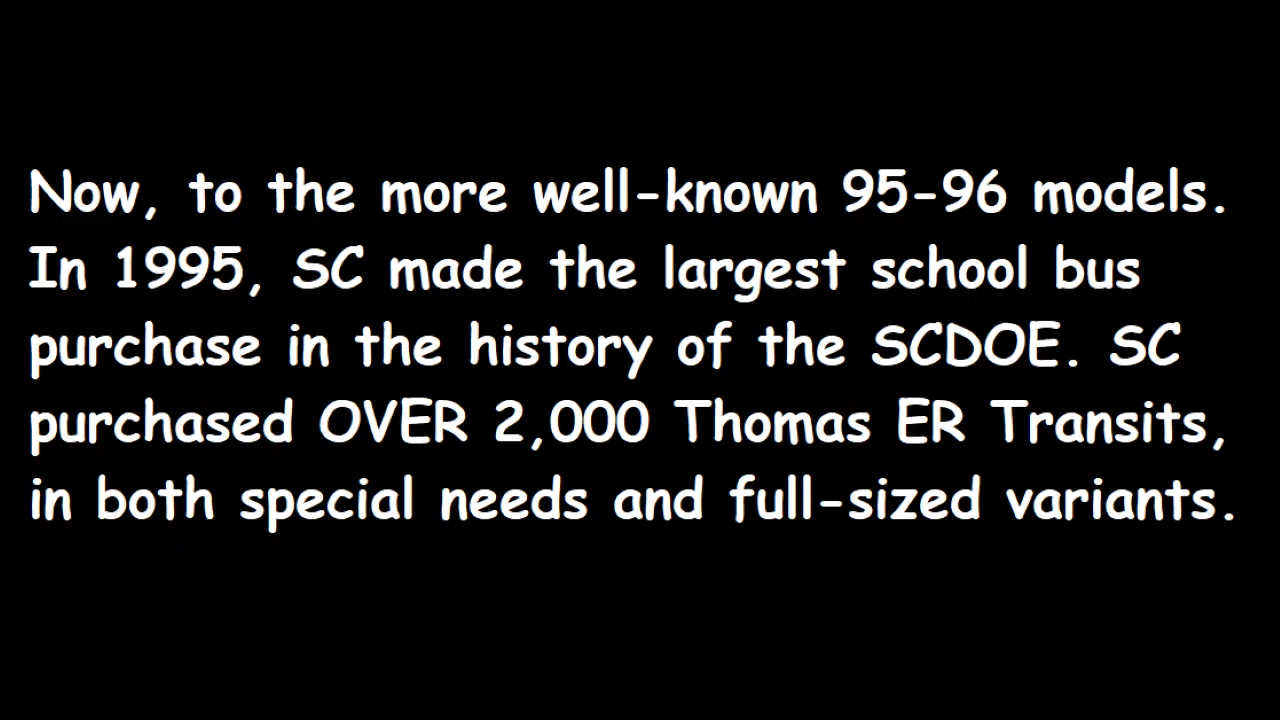 Now, to the more well-known 95-96 models.
In 1995, SC made the largest school bus
purchase in the history of the SCDOE. SC
purchased OVER 2,000 Thomas ER Transits,
in both special needs and full-sized variants.